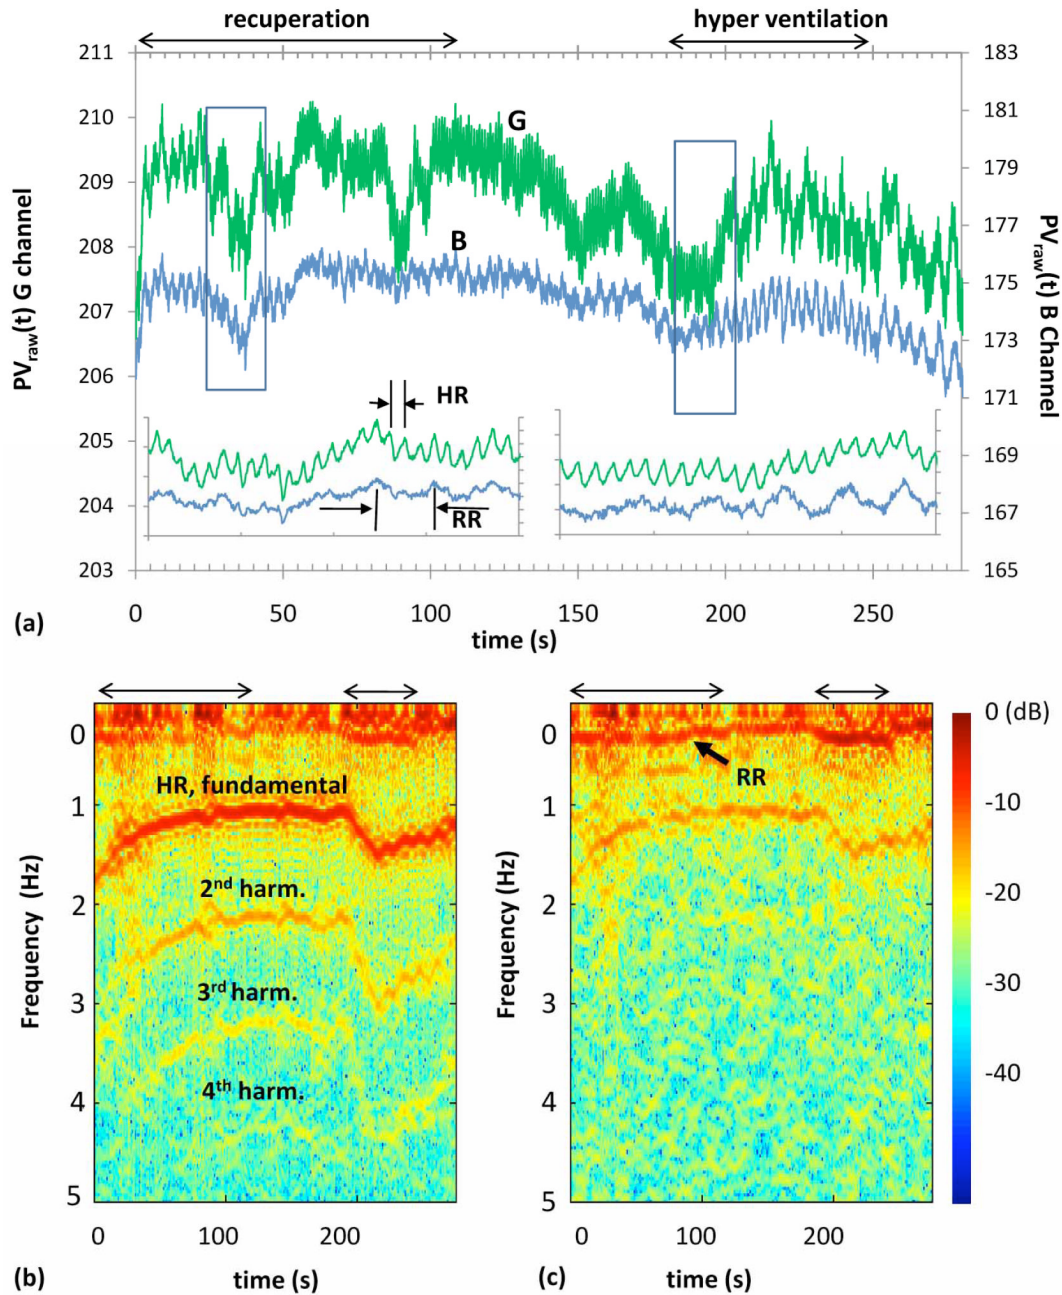 recuperation
hyper ventilation
211
183
210
181
209
179
208
177
207
175
206
173
205
171
204
169
203
167
165
G
B
PVraw(t) G channel
PVraw(t) B Channel
HR
RR
0
50
100
150
200
250
time (s)
(a)
0
1
2
3
4
5
Frequency (Hz)
HR, fundamental
2nd harm.
3rd harm.
4th harm.
0
100
200
time (s)
(b)
0
1
2
3
4
5
Frequency (Hz)
RR
0
100
200
time (s)
(c)
0 (dB)
-10
-20
-30
-40